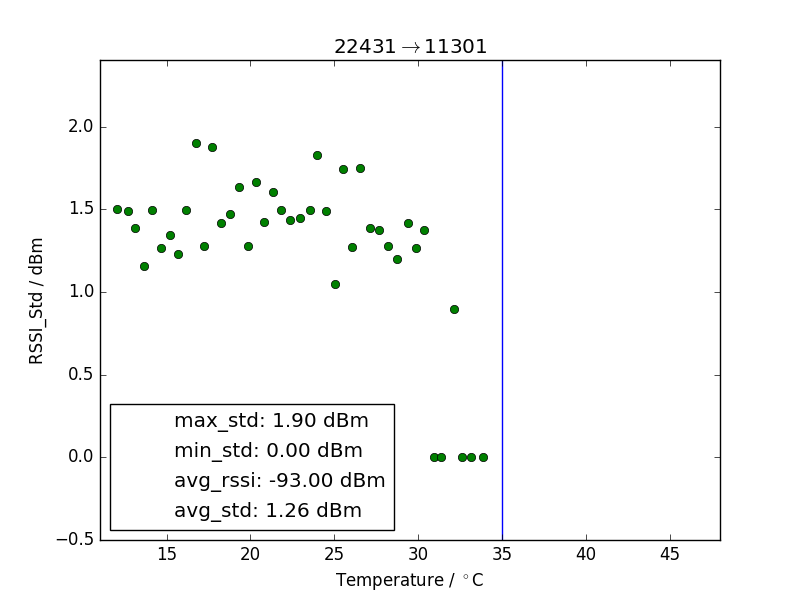 22431→11301
2.0
1.5
1.0
0.5
0.0
−0.5
RSSI_Std / dBm
max_std: 1.90 dBm
min_std: 0.00 dBm
avg_rssi: -93.00 dBm
avg_std: 1.26 dBm
15 20 25 30 35 40 45
Temperature / °C